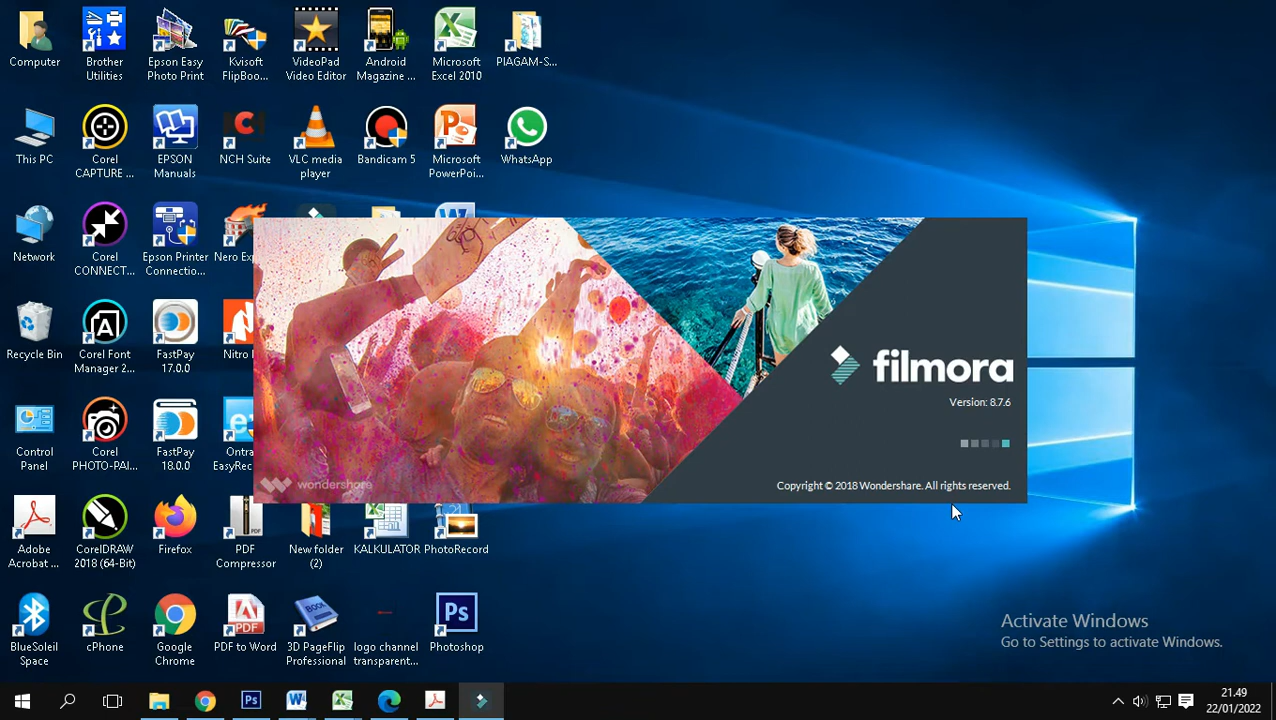 Computer
Brother
Utilities
Epson Easy
Photo Print
Kvisoft
FlipBoo...
VideoPad
Video Editor
Android
Magazine ...
Microsoft
Excel 2010
PIAGAM-S...
This PC
Corel
CAPTURE ...
EPSON
Manuals
NCH Suite
VLC media
player
Bandicam 5
Microsoft
PowerPoi...
WhatsApp
Network
Corel
CONNECT...
Epson Printer
Connectio...
Nero Ex
Recycle Bin
Corel Font
Manager 2...
FastPay
17.0.0
Nitro
filmora
Version: 8.7.6
Control
Panel
Corel
PHOTO-PAI...
FastPay
18.0.0
Ontra
EasyRec
wondershare
Copyright © 2018 Wondershare. All rights reserved.
Adobe
Acrobat ...
CorelDRAW
2018 (64-Bit)
Firefox
PDF
Compressor
New folder
(2)
KALKULATOR
PhotoRecord
BlueSoleil
Space
cPhone
Google
Chrome
PDF to Word
3D PageFlip
Professional
logo channel
transparent...
Ps
Photoshop
Activate Windows
Go to Settings to activate Windows.
21.49
22/01/2022